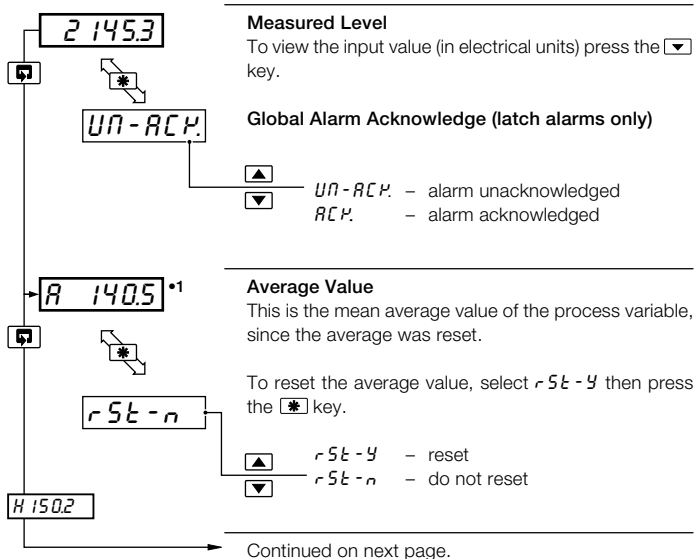 2 145.3
Measured Level
To view the input value (in electrical units) press the ▼
key.
Un-ACK.
Global Alarm Acknowledge (latch alarms only)
▲
▼
Un-ACK. – alarm unacknowledged
ACK. – alarm acknowledged
A 140.5 •1
Average Value
This is the mean average value of the process variable,
since the average was reset.
To reset the average value, select rSt-Y then press
the ✱ key.
rSt-n
▲
▼
rSt-Y – reset
rSt-n – do not reset
H 150.2
Continued on next page.